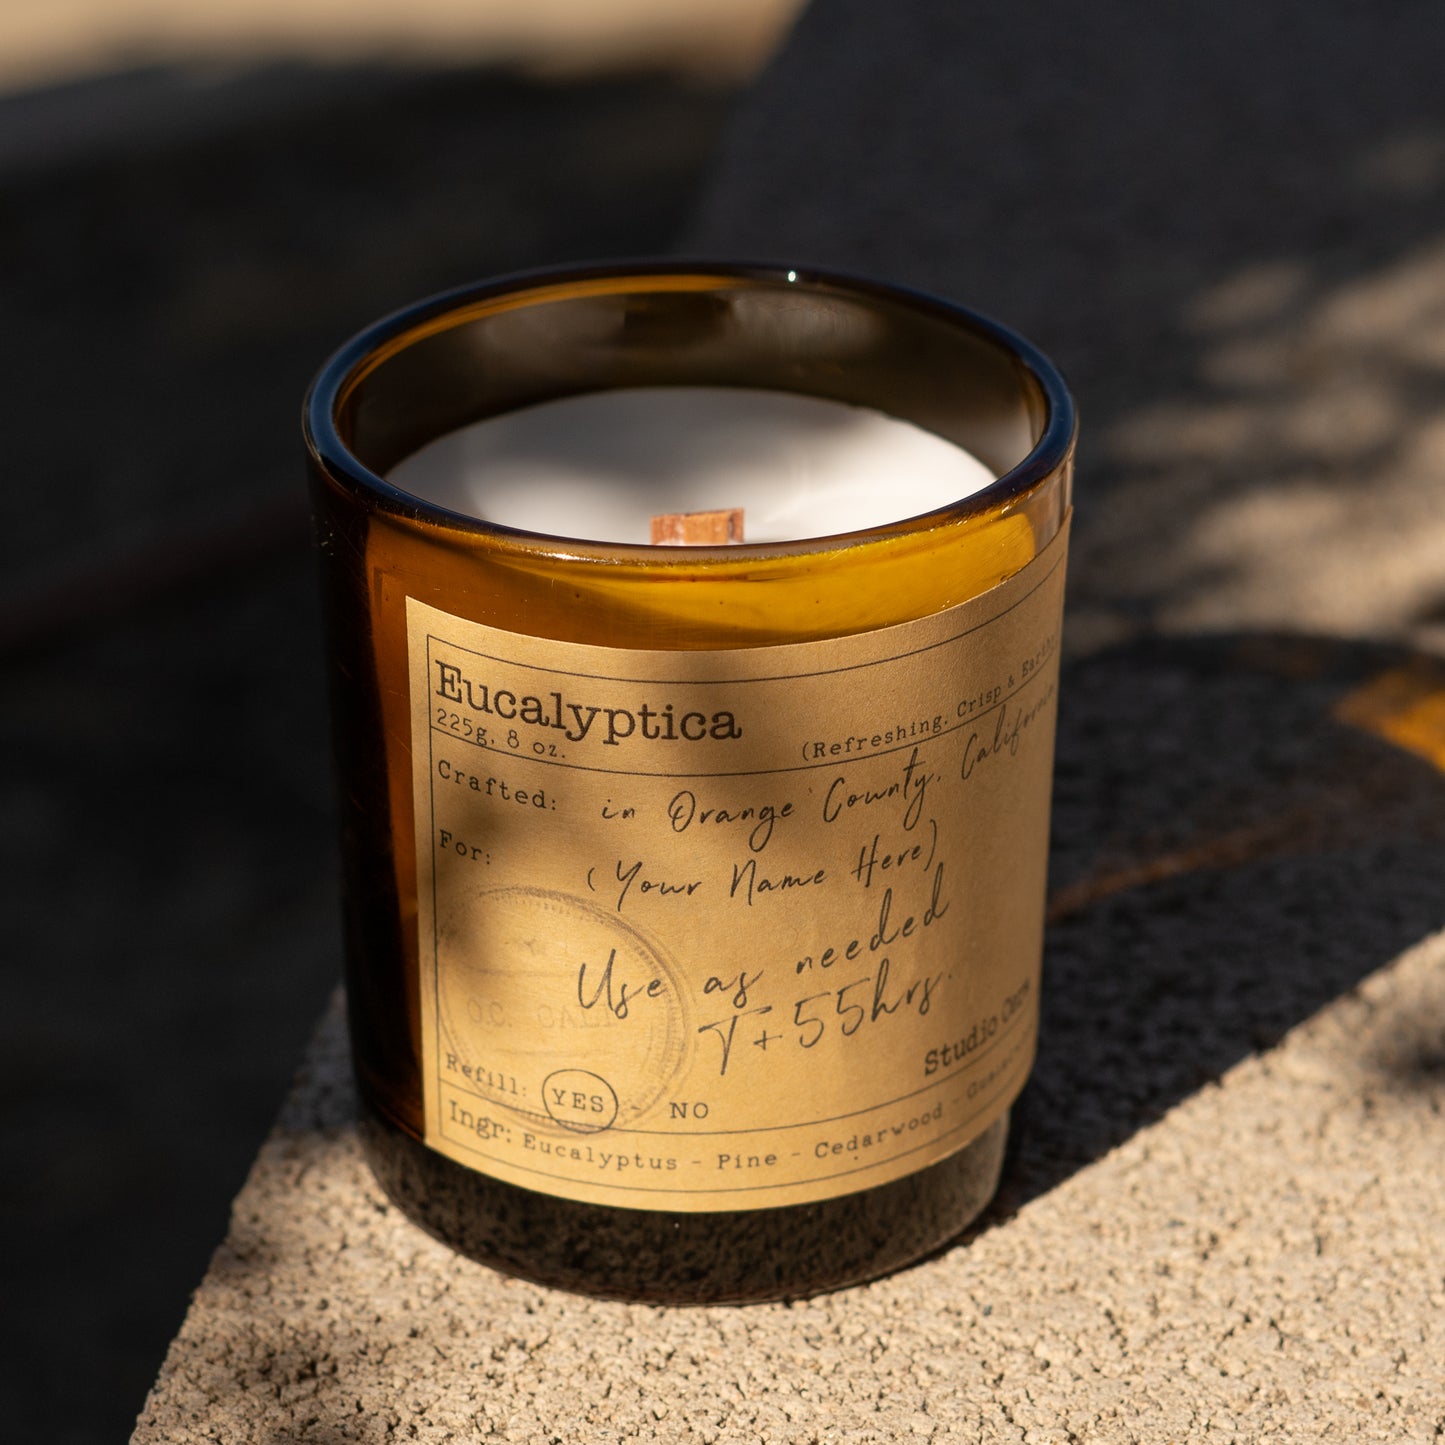 Eucalyptica
225g, 8 oz.
(Refreshing. Crisp & Earthy
Crafted: in Orange County, California
For: (Your Name Here)
Use as needed
T+55hrs.
O.C. CALI
Studio
Refill: YES - NO
Ingr: Eucalyptus - Pine - Cedarwood -